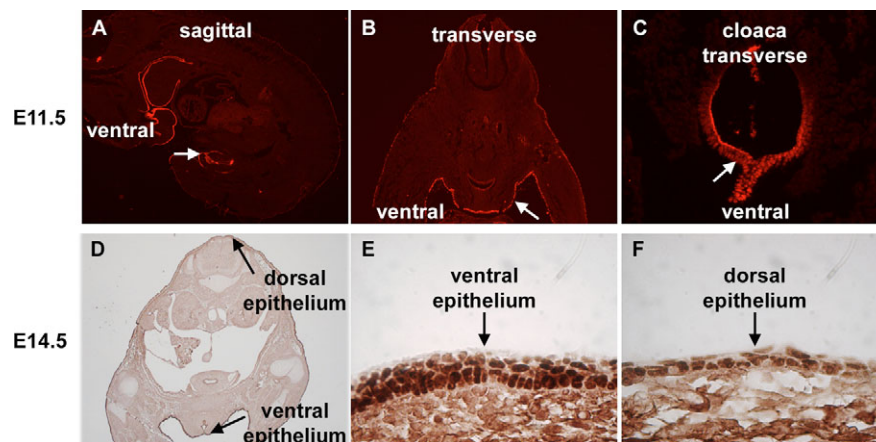 A
sagittal
ventral
B
transverse
ventral
C
cloaca
transverse
ventral
E11.5
D
dorsal
epithelium
ventral
epithelium
E
ventral
epithelium
F
dorsal
epithelium
E14.5